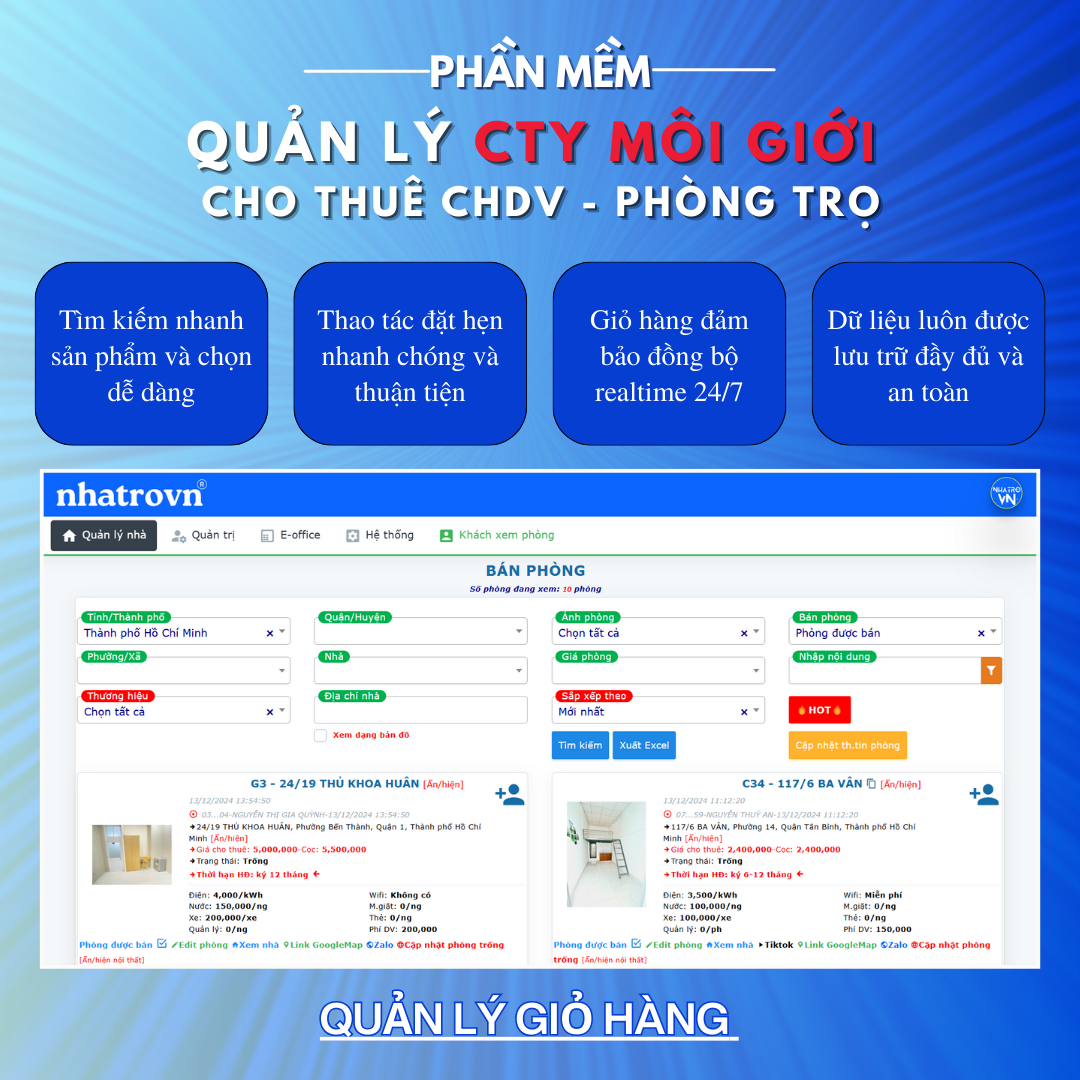 PHẦN MỀM
QUẢN LÝ CTY MÔI GIỚI
CHO THUÊ CHDV - PHÒNG TRỌ
Tìm kiếm nhanh
sản phẩm và chọn
dễ dàng
Thao tác đặt hẹn
nhanh chóng và
thuận tiện
Giỏ hàng đảm
bảo đồng bộ
realtime 24/7
Dữ liệu luôn được
lưu trữ đầy đủ và
an toàn
nhatrovn®
NHATRO
VN
Quản lý nhà Quản trị E-office Hệ thống Khách xem phòng
BÁN PHÒNG
Số phòng đang xem: 10 phòng
Tỉnh/Thành phố Quận/Huyện Ảnh phòng Bán phòng
Thành phố Hồ Chí Minh × Chọn tất cả × Phòng được bán ×
Phường/Xã Nhà Giá phòng Nhập nội dung
Thương hiệu Địa chỉ nhà Sắp xếp theo
Chọn tất cả × Mới nhất × HOT
Xem dạng bản đồ
Tìm kiếm Xuất Excel Cập nhật th.tin phòng
G3 - 24/19 THỦ KHOA HUÂN [Ẩn/hiện]
13/12/2024 13:54:50
03...04-NGUYỄN THỊ GIA QUỲNH-13/12/2024 13:54:50
➔24/19 THỦ KHOA HUÂN, Phường Bến Thành, Quận 1, Thành phố Hồ Chí
Minh [Ẩn/hiện]
➔Giá cho thuê: 5,000,000-Cọc: 5,500,000
➔Trạng thái: Trống
➔Thời hạn HĐ: ký 12 tháng ←
Điện: 4,000/kWh Wifi: Không có
Nước: 150,000/ng M.giặt: 0/ng
Xe: 200,000/xe Thẻ: 0/ng
Quản lý: 0/ng Phí DV: 200,000
Phòng được bán Edit phòng Xem nhà Link GoogleMap Zalo Cập nhật phòng trống
[Ẩn/hiện nội thất]
C34 - 117/6 BA VÂN [Ẩn/hiện]
13/12/2024 11:12:20
07...59-NGUYỄN THUÝ AN-13/12/2024 11:12:20
➔117/6 BA VÂN, Phường 14, Quận Tân Bình, Thành phố Hồ Chí
Minh [Ẩn/hiện]
➔Giá cho thuê: 2,400,000-Cọc: 2,400,000
➔Trạng thái: Trống
➔Thời hạn HĐ: ký 6-12 tháng ←
Điện: 3,500/kWh Wifi: Miễn phí
Nước: 100,000/ng M.giặt: 0/ng
Xe: 100,000/xe Thẻ: 0/ng
Quản lý: 0/ph Phí DV: 150,000
Phòng được bán Edit phòng Xem nhà Tiktok Link GoogleMap Zalo Cập nhật phòng
trống [Ẩn/hiện nội thất]
QUẢN LÝ GIỎ HÀNG